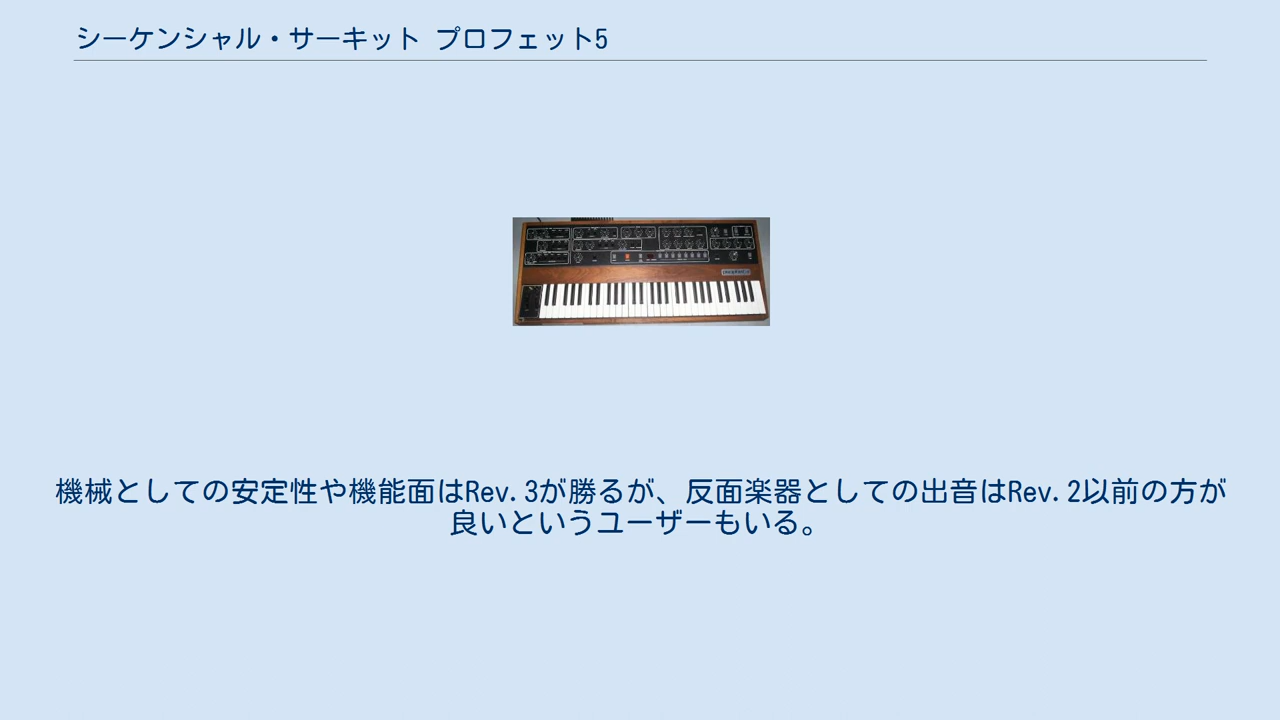 シーケンシャル・サーキット プロフェット5
機械としての安定性や機能面はRev.3が勝るが、反面楽器としての出音はRev.2以前の方が
良いというユーザーもいる。